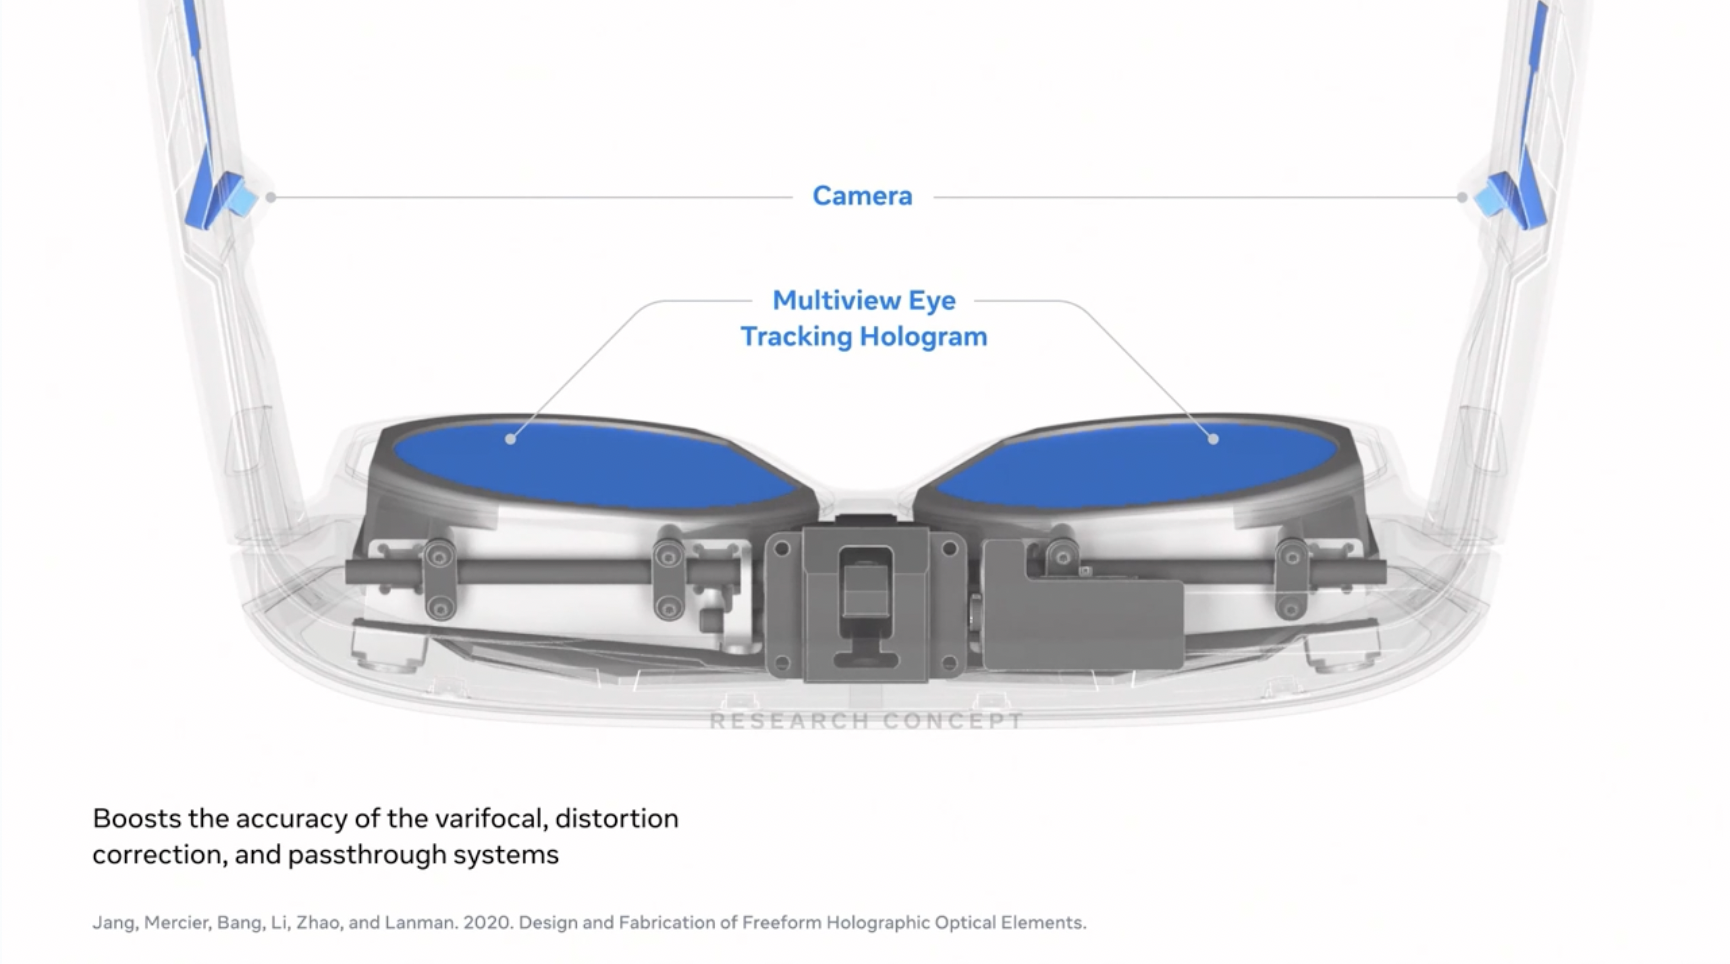 Camera
Multiview Eye
Tracking Hologram
RESEARCH CONCEPT
Boosts the accuracy of the varifocal, distortion
correction, and passthrough systems
Jang, Mercier, Bang, Li, Zhao, and Lanman. 2020. Design and Fabrication of Freeform Holographic Optical Elements.